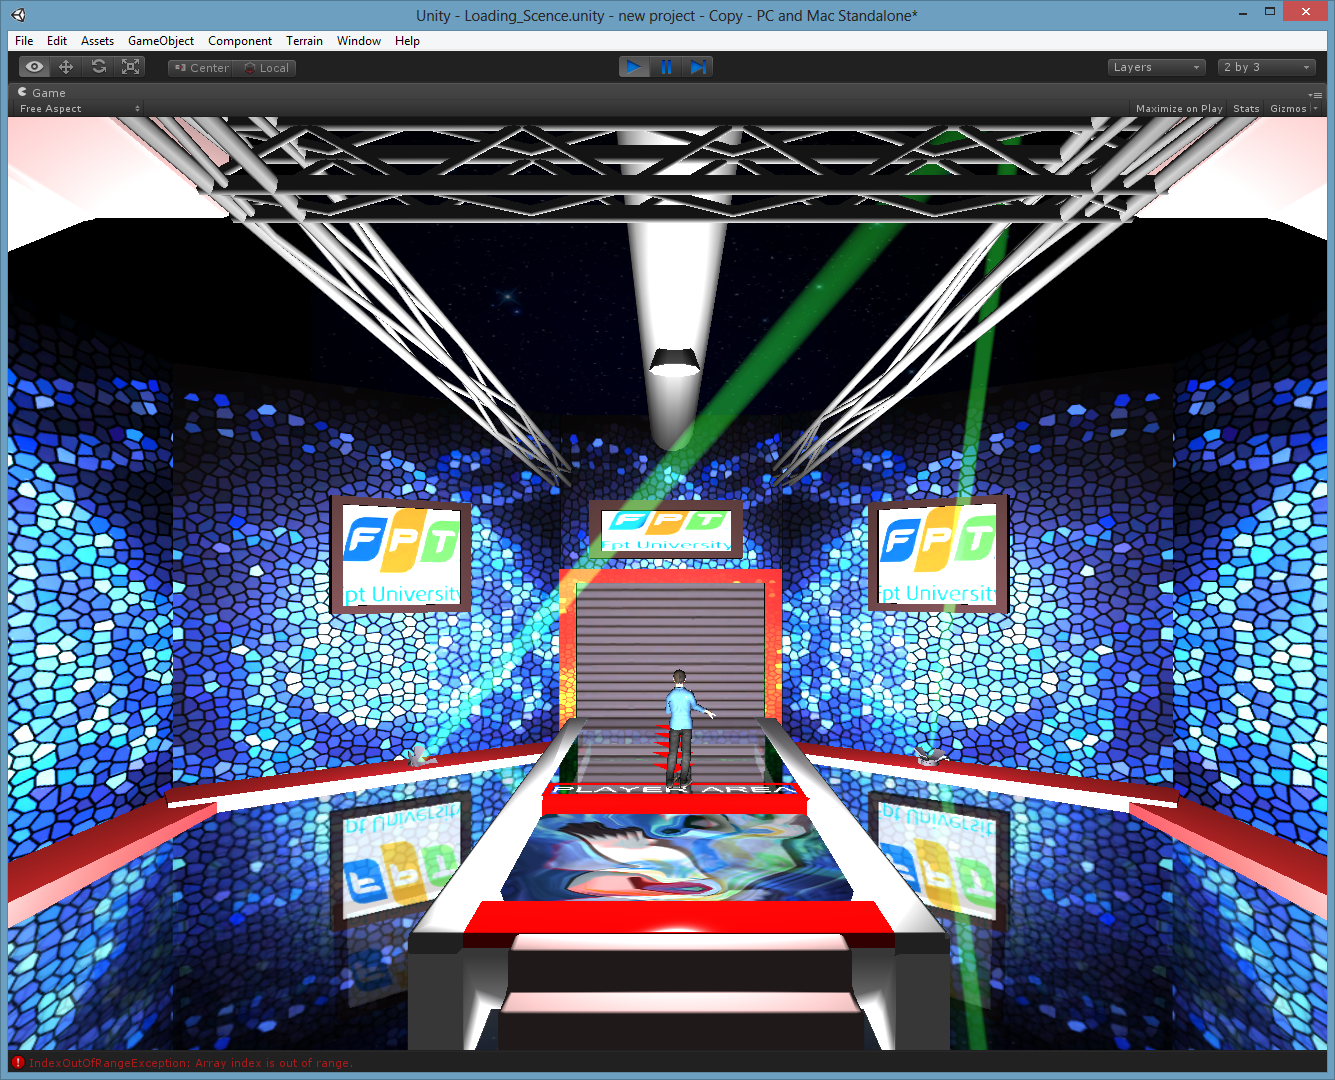 Unity - Loading_Scence.unity - new project - Copy - PC and Mac Standalone*
File Edit Assets GameObject Component Terrain Window Help
Center Local Layers 2 by 3
Game
Free Aspect Maximize on Play Stats Gizmos
FPT
pt University
FPT
Fpt University
FPT
pt University
PLAYER AREA
IndexOutOfRangeException: Array index is out of range.